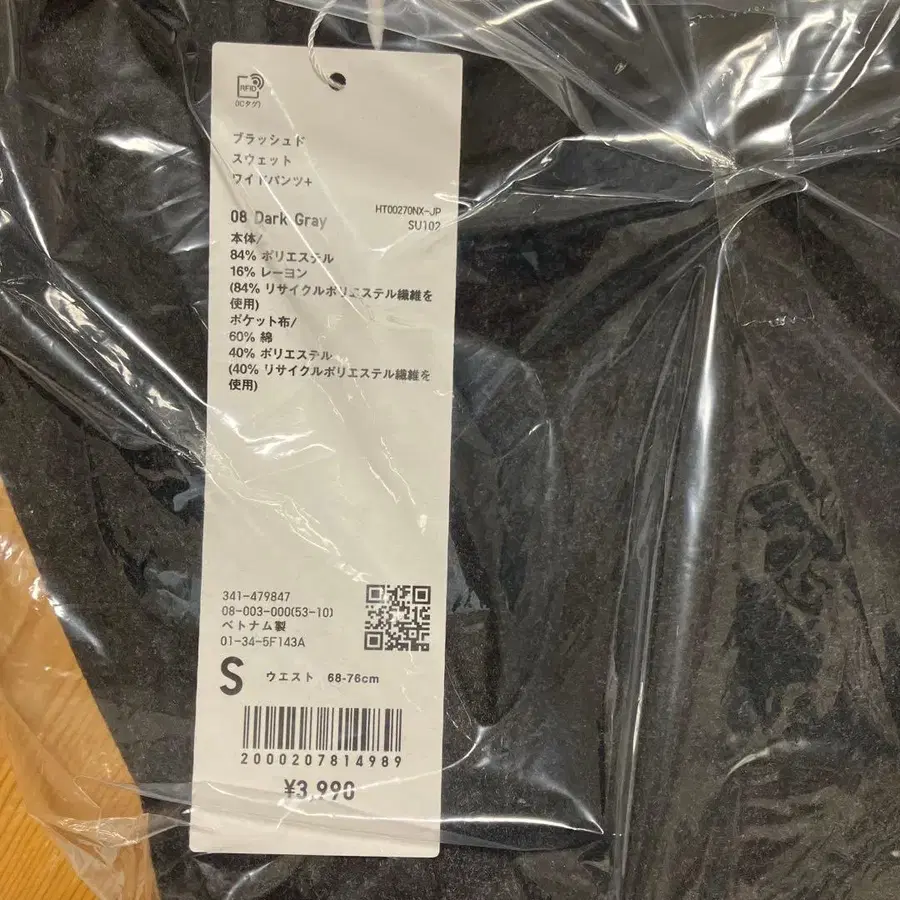 RFID
(ICタグ)
ブラッシュド
スウェット
ワイドパンツ+
HT00270NX-JP
08 Dark Gray
SU102
本体/
84% ポリエステル
16% レーヨン
(84% リサイクルポリエステル繊維を
使用)
ポケット布/
60% 綿
40% ポリエステル
(40% リサイクルポリエステル繊維を
使用)
341-479847
08-003-000(53-10)
ベトナム製
01-34-5F143A
S ウエスト 68-76cm
2000207814989
¥3,990